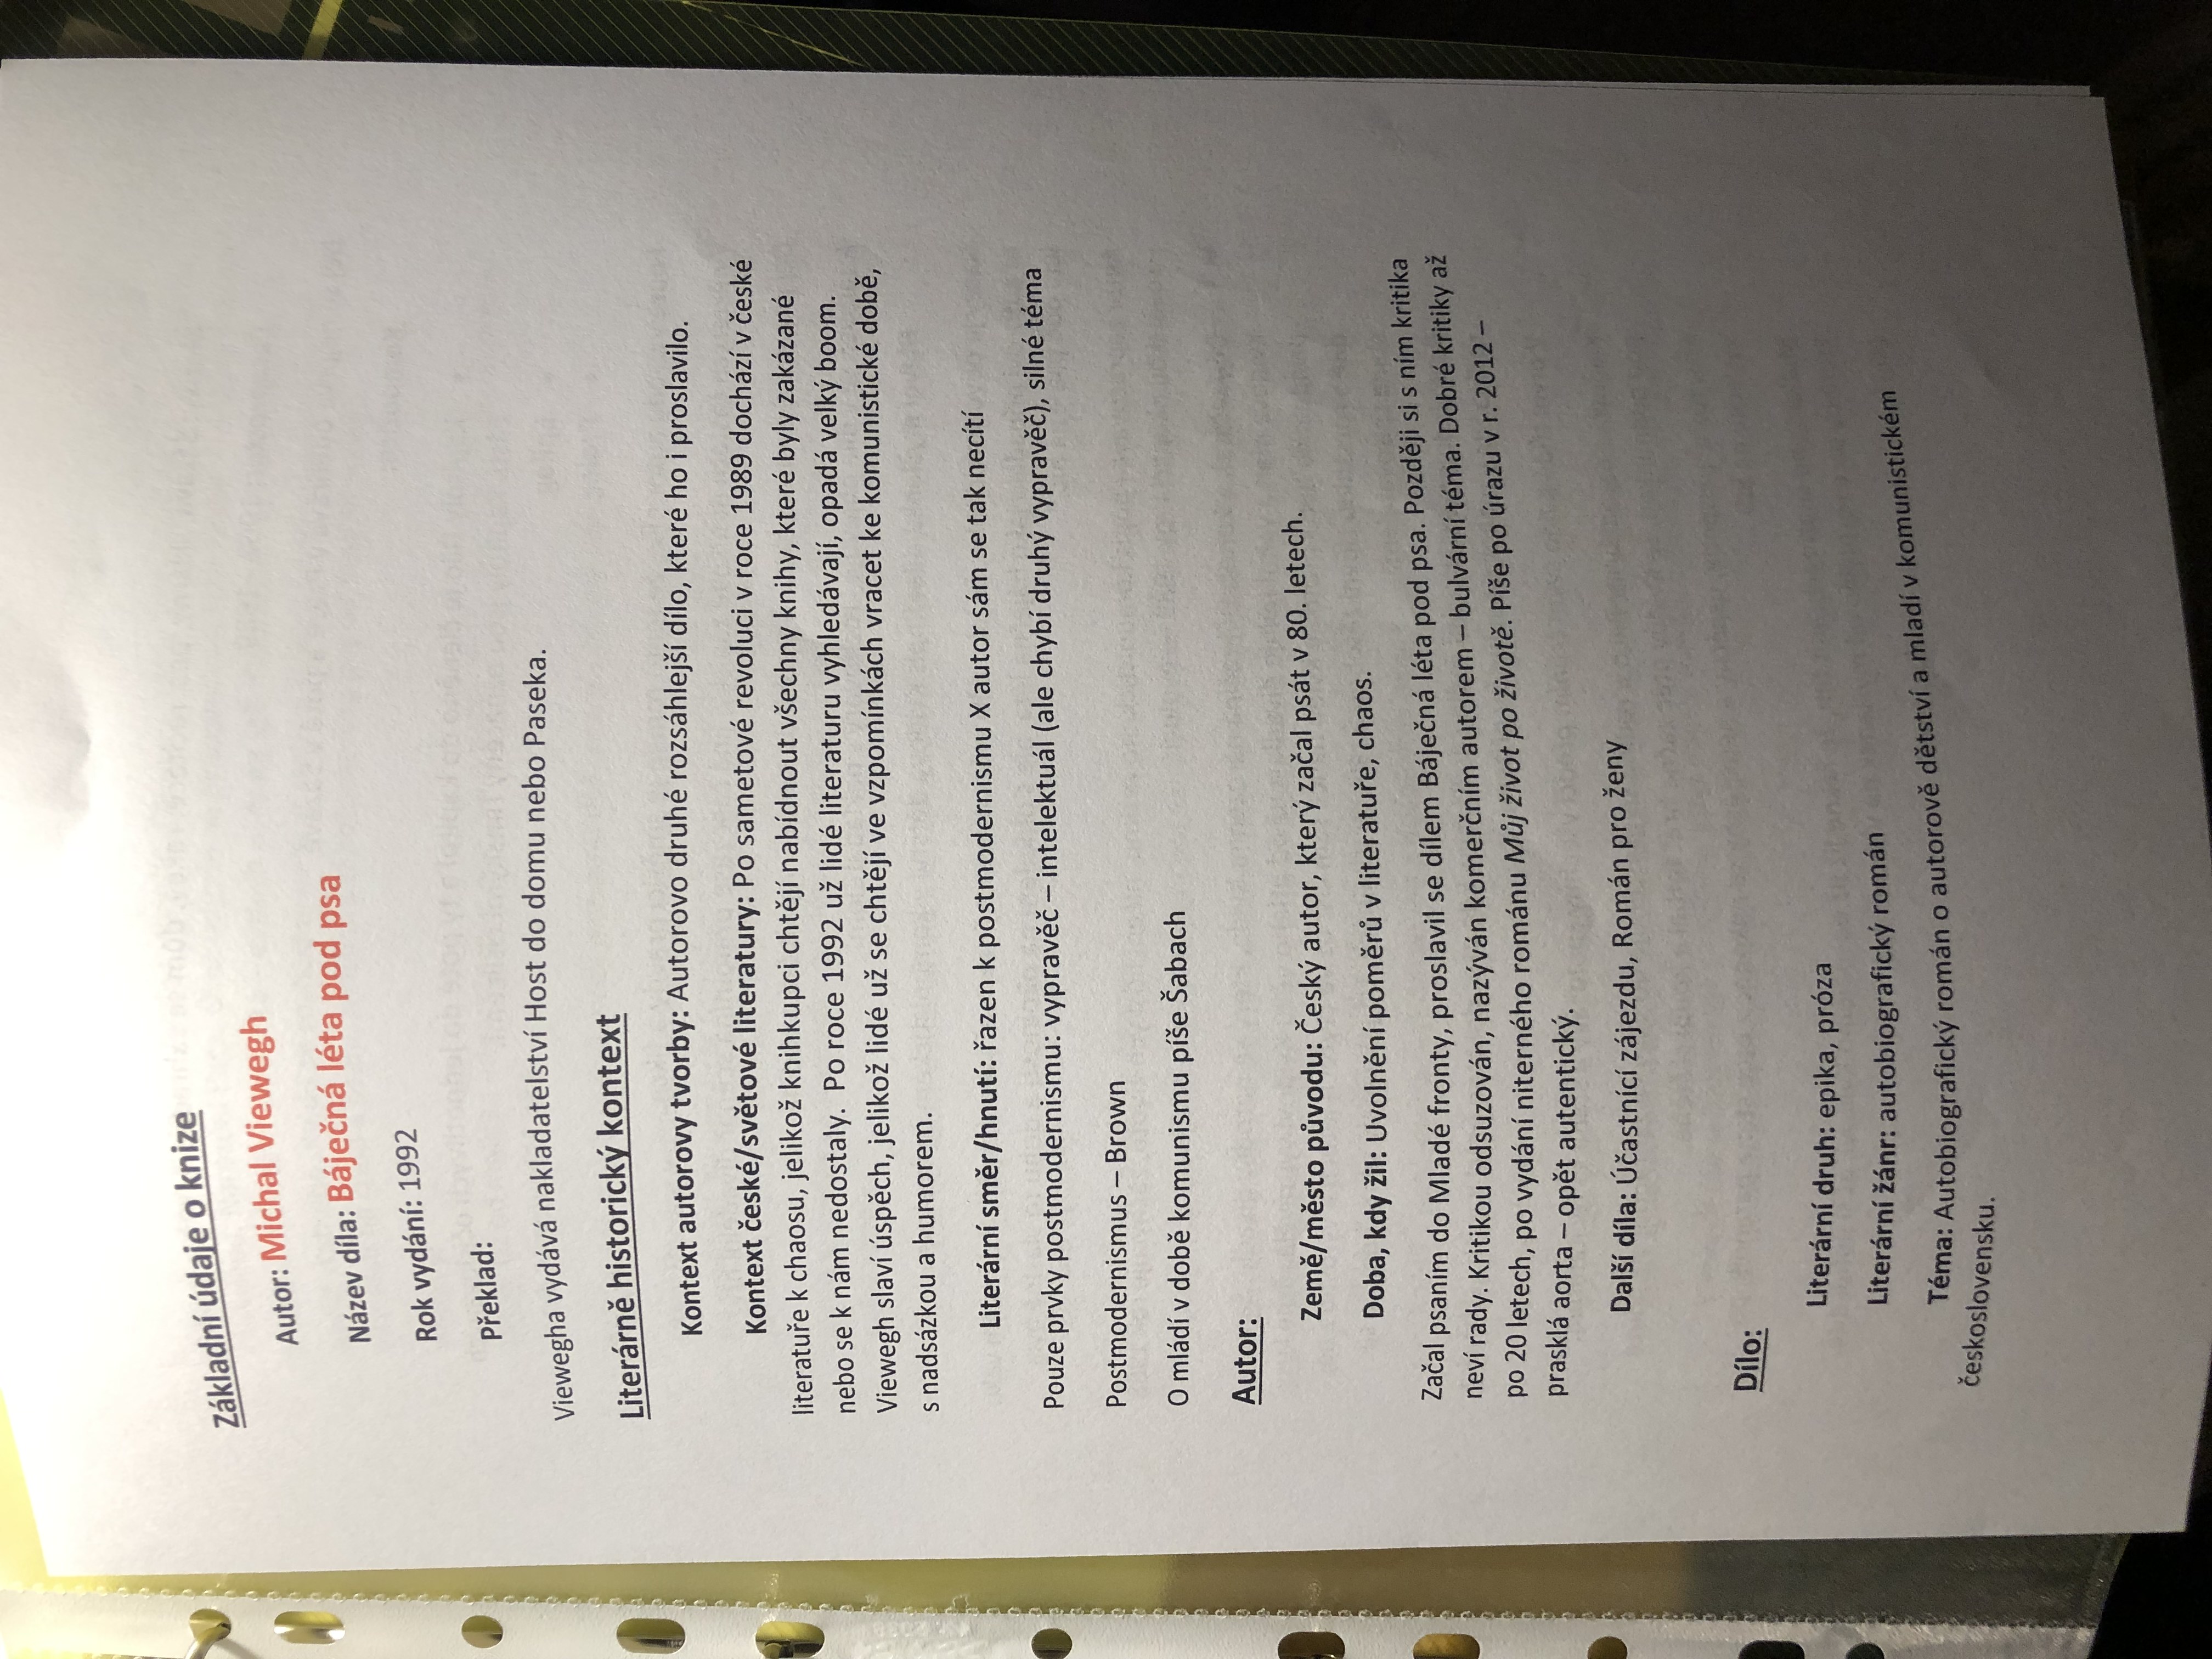 Základní údaje o knize
Autor: Michal Viewegh
Název díla: Báječná léta pod psa
Rok vydání: 1992
Překlad:
Viewegha vydává nakladatelství Host do domu nebo Paseka.
Literárně historický kontext
Kontext autorovy tvorby: Autorovo druhé rozsáhlejší dílo, které ho i proslavilo.
Kontext české/světové literatury: Po sametové revoluci v roce 1989 dochází v české
literatuře k chaosu, jelikož knihkupci chtějí nabídnout všechny knihy, které byly zakázané
nebo se k nám nedostaly.  Po roce 1992 už lidé literaturu vyhledávají, opadá velký boom.
Viewegh slaví úspěch, jelikož lidé už se chtějí ve vzpomínkách vracet ke komunistické době,
s nadsázkou a humorem.
Literární směr/hnutí: řazen k postmodernismu X autor sám se tak necítí
Pouze prvky postmodernismu: vypravěč – intelektuál (ale chybí druhý vypravěč), silné téma
Postmodernismus – Brown
O mládí v době komunismu píše Šabach
Autor:
Země/město původu: Český autor, který začal psát v 80. letech.
Doba, kdy žil: Uvolnění poměrů v literatuře, chaos.
Začal psaním do Mladé fronty, proslavil se dílem Báječná léta pod psa. Později si s ním kritika
neví rady. Kritikou odsuzován, nazýván komerčním autorem – bulvární téma. Dobré kritiky až
po 20 letech, po vydání niterného románu Můj život po životě. Píše po úrazu v r. 2012 –
prasklá aorta – opět autentický.
Další díla: Účastnící zájezdu, Román pro ženy
Dílo:
Literární druh: epika, próza
Literární žánr: autobiografický román
Téma: Autobiografický román o autorově dětství a mladí v komunistickém
československu.